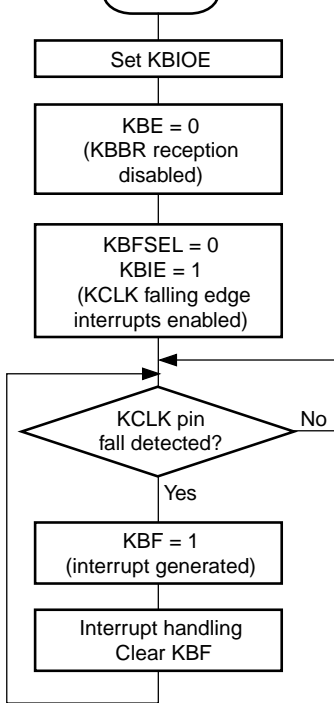 Set KBIOE
KBE = 0
(KBBR reception
disabled)
KBFSEL = 0
KBIE = 1
(KCLK falling edge
interrupts enabled)
KCLK pin
fall detected?
No
Yes
KBF = 1
(interrupt generated)
Interrupt handling
Clear KBF